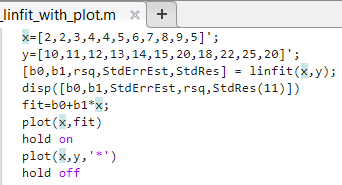 _linfit_with_plot.m × +
x=[2,2,3,4,4,5,6,7,8,9,5]';
y=[10,11,12,13,14,15,20,18,22,25,20]';
[b0,b1,rsq,StdErrEst,StdRes] = linfit(x,y);
disp([b0,b1,StdErrEst,rsq,StdRes(11)])
fit=b0+b1*x;
plot(x,fit)
hold on
plot(x,y,'*')
hold off